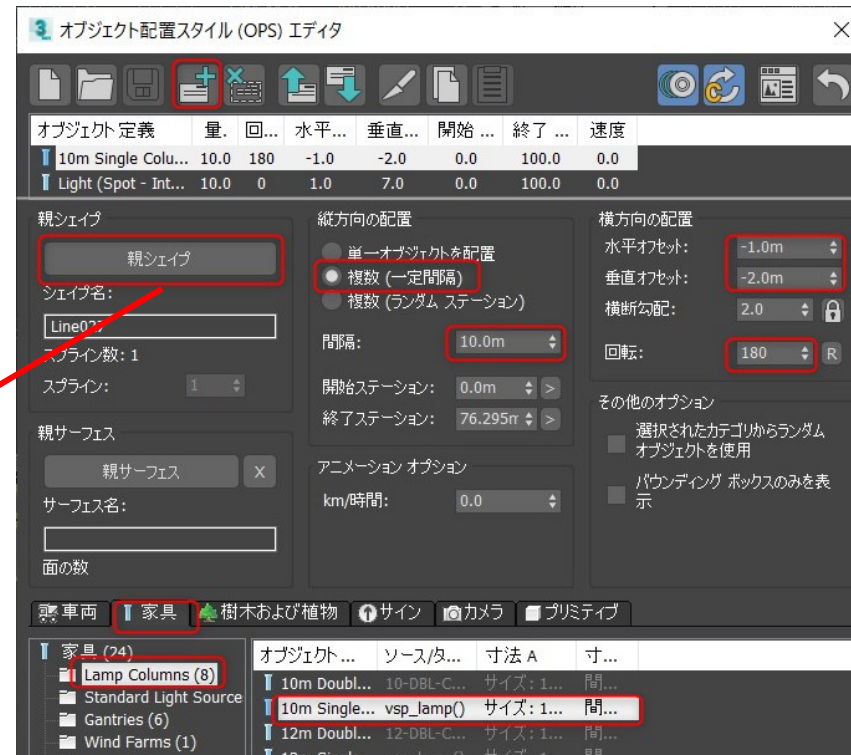 オブジェクト配置スタイル (OPS) エディタ
オブジェクト定義 量. 回... 水平... 垂直... 開始 ... 終了 ... 速度
10m Single Colu... 10.0 180 -1.0 -2.0 0.0 100.0 0.0
Light (Spot - Int... 10.0 0 1.0 7.0 0.0 100.0 0.0
親シェイプ
親シェイプ
シェイプ名:
Line027
スプライン数: 1
スプライン: 1
親サーフェス
親サーフェス X
サーフェス名:
面の数
縦方向の配置
単一オブジェクトを配置
複数 (一定間隔)
複数 (ランダム ステーション)
間隔: 10.0m
開始ステーション: 0.0m >
終了ステーション: 76.295m >
アニメーション オプション
km/時間: 0.0
横方向の配置
水平オフセット: -1.0m
垂直オフセット: -2.0m
横断勾配: 2.0
回転: 180 R
その他のオプション
選択されたカテゴリからランダム
オブジェクトを使用
バウンディング ボックスのみを表
示
車両 家具 樹木および植物 サイン カメラ プリミティブ
家具 (24)
Lamp Columns (8)
Standard Light Source
Gantries (6)
Wind Farms (1)
オブジェクト ... ソース/タ... 寸法 A 寸...
10m Doubl... 10-DBL-C... サイズ: 1... 間...
10m Single... vsp_lamp() サイズ: 1... 間...
12m Doubl... 12-DBL-C... サイズ: 1... 間...